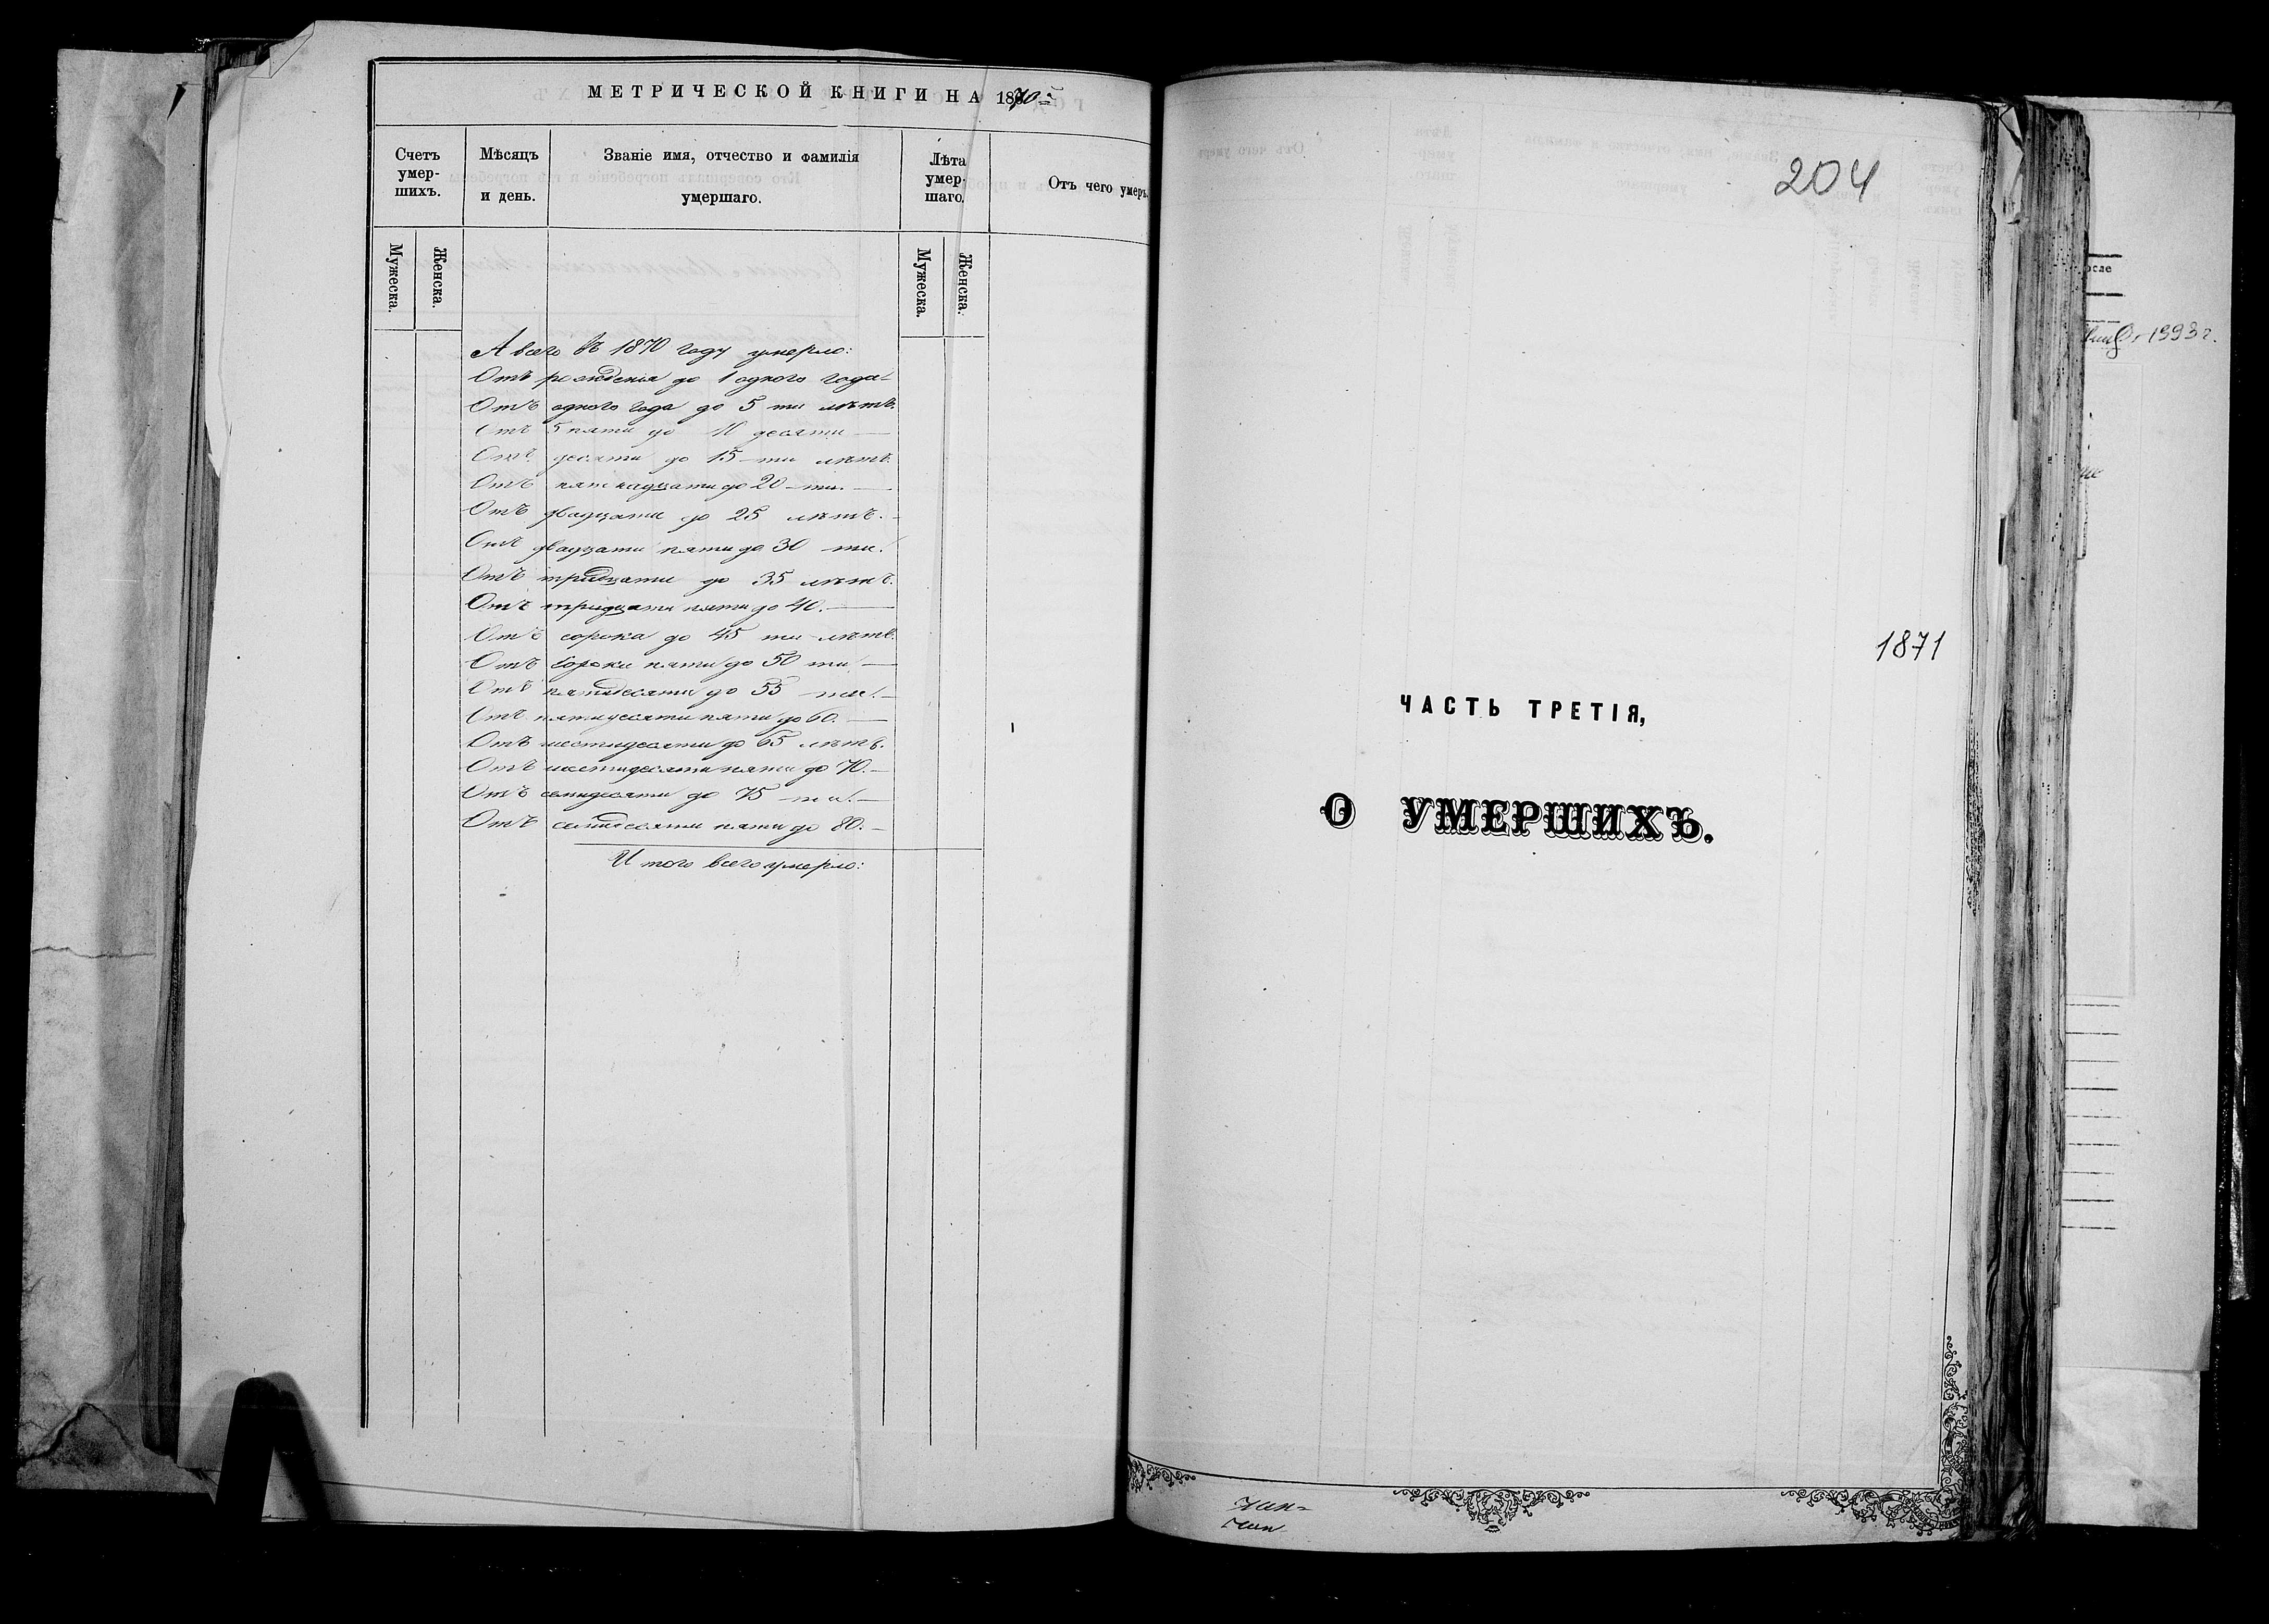 МЕТРИЧЕСКОЙ КНИГИ НА 1870
Счетъ умер-шихъ.
Мѣсяцъ и день.
Званіе имя, отчество и фамилія умершаго.
Лѣта умер-шаго.
Отъ чего умеръ.
Мужеска.
Женска.
Мужеска.
Женска.
А всего въ 1870 году умерло:
Отъ рожденія до 1 одного года
Отъ одного года до 5 ти лѣтъ.
Отъ 5 пяти до 10 десяти —
Отъ десяти до 15-ти лѣтъ.
Отъ пятнадцати до 20-ти. —
Отъ двадцати до 25 лѣтъ. -
Отъ двадцати пяти до 30 ти.
Отъ тридцати до 35 лѣтъ.
Отъ тридцати пяти до 40. —
Отъ сорока до 45 ти лѣтъ.
Отъ сорока пяти до 50 ти —
Отъ пятидесяти до 55 -ти. —
Отъ пятидесяти пяти до 60. —
Отъ шестидесяти до 65 лѣтъ.
Отъ шестидесяти пяти до 70. —
Отъ семидесяти до 75 -ти. —
Отъ семидесяти пяти до 80. —
И того всего умерло:
204
1871
ЧАСТЬ ТРЕТІЯ,
О УМЕРШИХЪ.
1993 г.